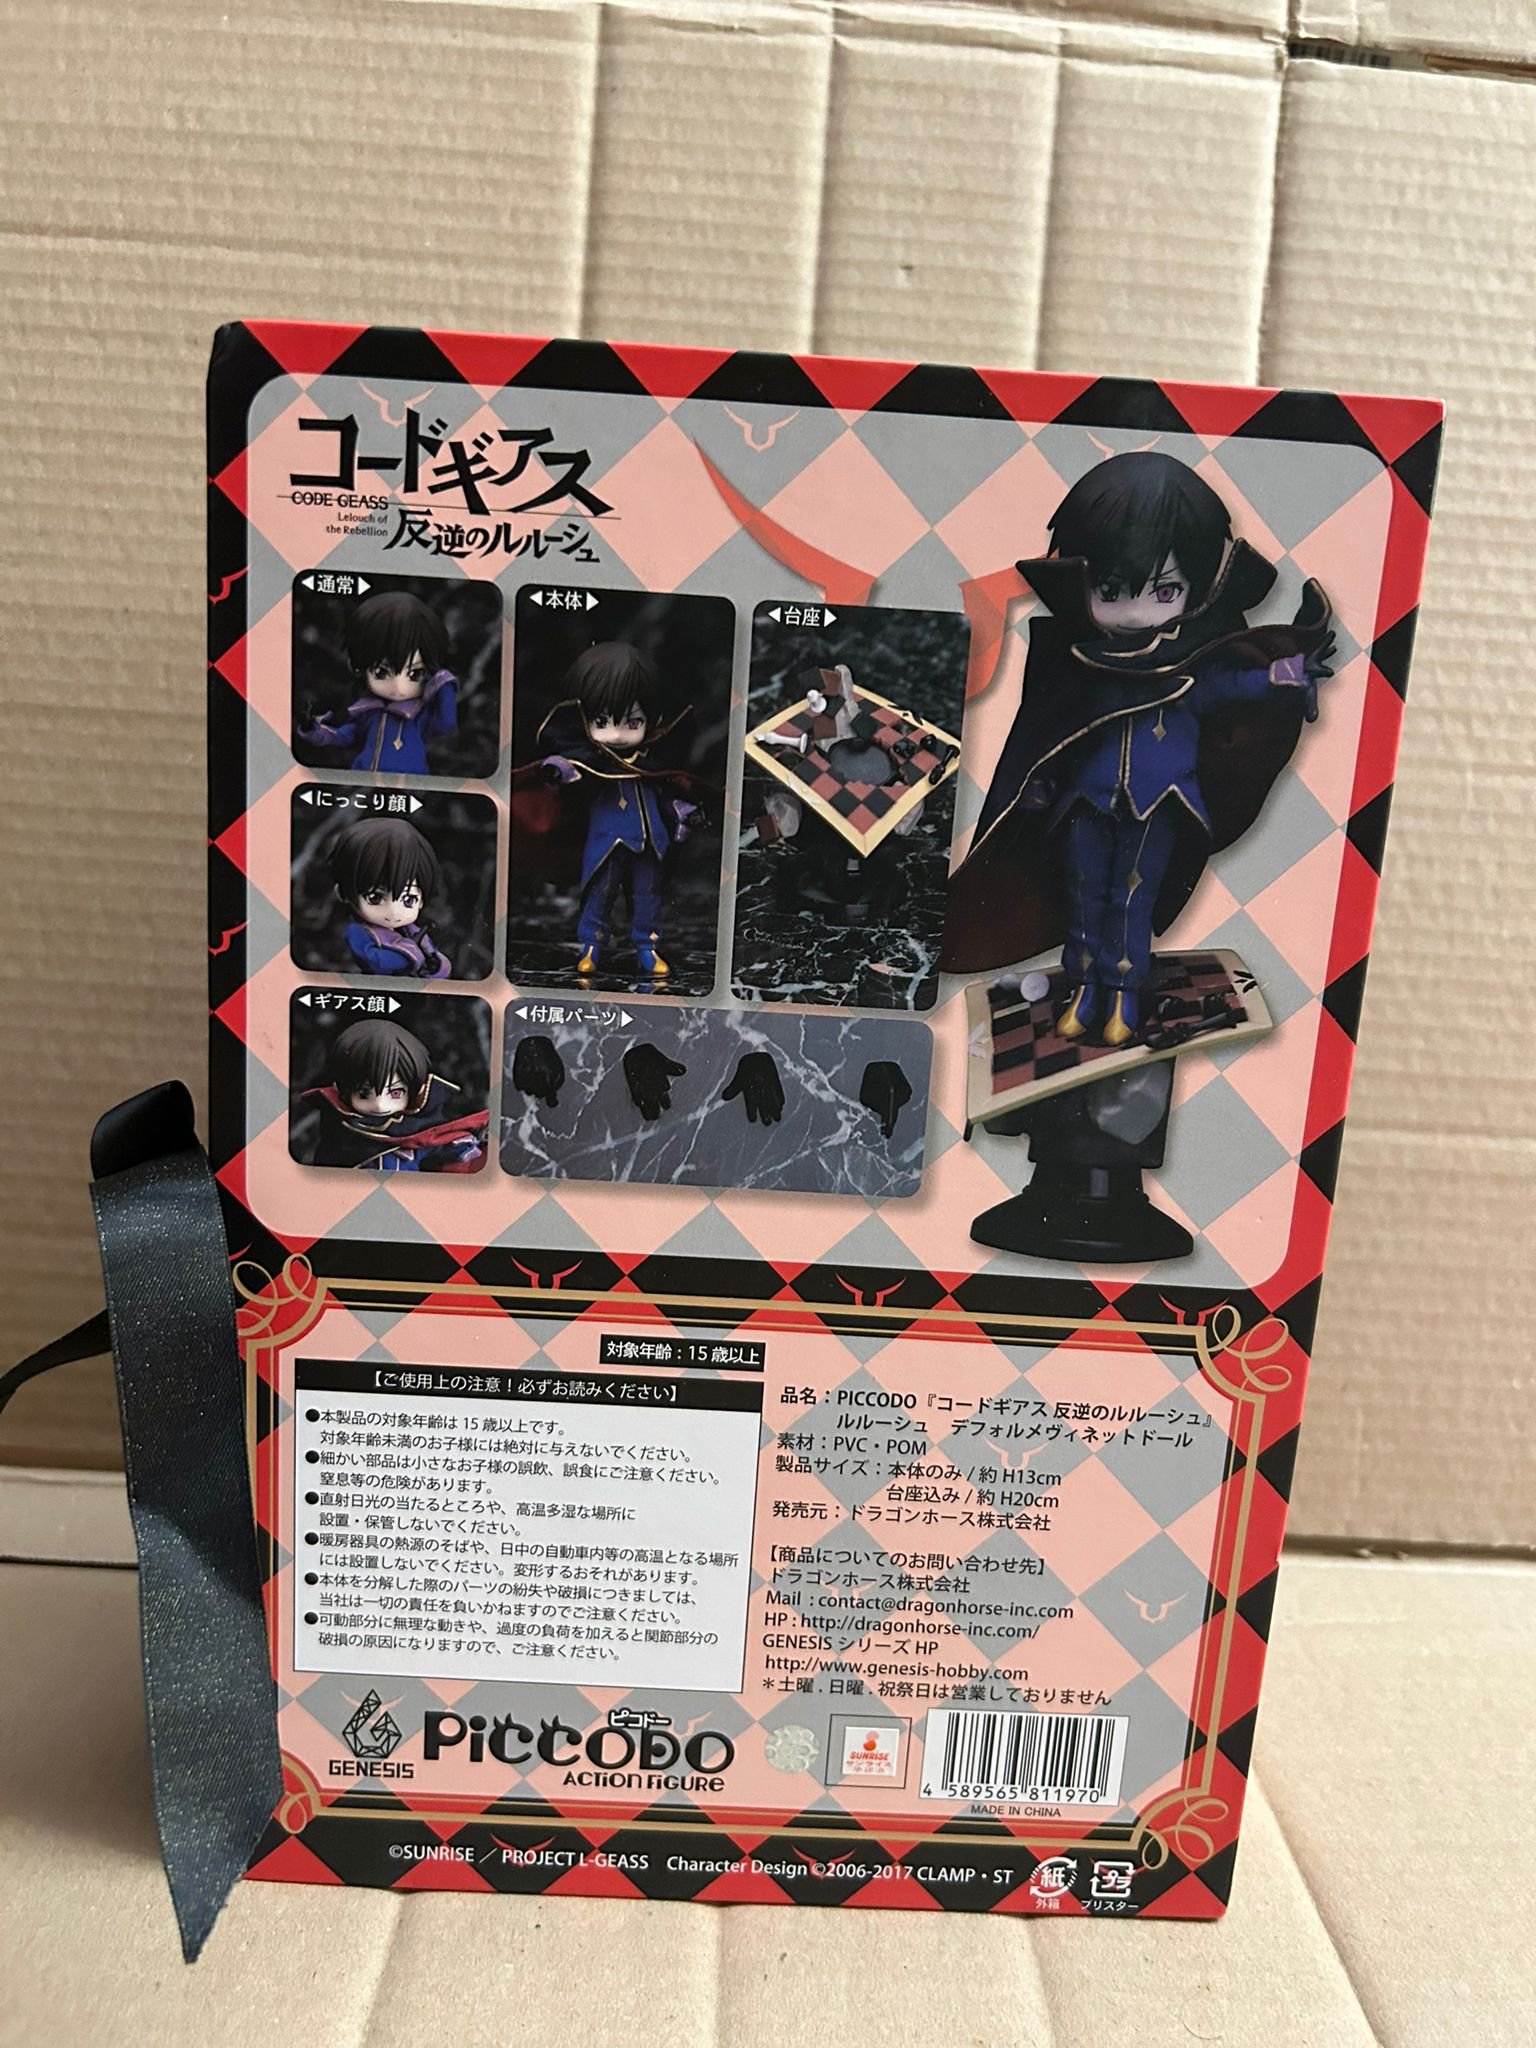 コードギアス
CODE GEASS
Lelouch of
the Rebellion
反逆のルルーシュ
◀通常▶
◀本体▶
◀台座▶
◀にっこり顔▶
◀ギアス顔▶
◀付属パーツ▶
対象年齢：15歳以上
【ご使用上の注意！必ずお読みください】
●本製品の対象年齢は15歳以上です。
対象年齢未満のお子様には絶対に与えないでください。
●細かい部品は小さなお子様の誤飲、誤食にご注意ください。
窒息等の危険があります。
●直射日光の当たるところや、高温多湿な場所に
設置・保管しないでください。
●暖房器具の熱源のそばや、日中の自動車内等の高温となる場所
には設置しないでください。変形するおそれがあります。
●本体を分解した際のパーツの紛失や破損につきましては、
当社は一切の責任を負いかねますのでご注意ください。
●可動部分に無理な動きや、過度の負荷を加えると関節部分の
破損の原因になりますので、ご注意ください。
品名：PICCODO『コードギアス 反逆のルルーシュ』
ルルーシュ　デフォルメヴィネットドール
素材：PVC・POM
製品サイズ：本体のみ / 約 H13cm
台座込み / 約 H20cm
発売元：ドラゴンホース株式会社
【商品についてのお問い合わせ先】
ドラゴンホース株式会社
Mail : contact@dragonhorse-inc.com
HP : http://dragonhorse-inc.com/
GENESIS シリーズ HP
http://www.genesis-hobby.com
＊土曜 . 日曜 . 祝祭日は営業しておりません
GENESIS
ピコドー
PiCCODO
ACTION FiGURe
SUNRISE
サンライズ
4 589565 811970
MADE IN CHINA
©SUNRISE ／ PROJECT L-GEASS Character Design ©2006-2017 CLAMP・ST
紙
外箱
プラ
ブリスター